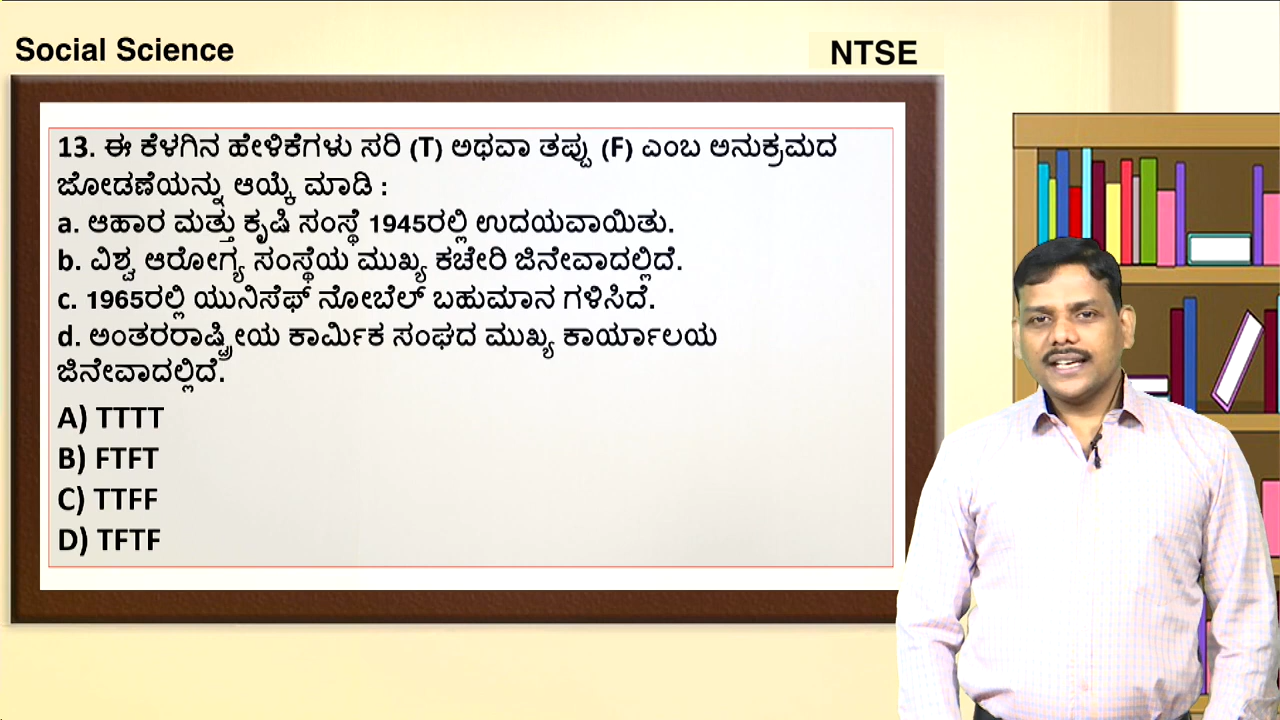 Social Science
NTSE
13. ಈ ಕೆಳಗಿನ ಹೇಳಿಕೆಗಳು ಸರಿ (T) ಅಥವಾ ತಪ್ಪು (F) ಎಂಬ ಅನುಕ್ರಮದ
ಜೋಡಣೆಯನ್ನು ಆಯ್ಕೆ ಮಾಡಿ :
a. ಆಹಾರ ಮತ್ತು ಕೃಷಿ ಸಂಸ್ಥೆ 1945ರಲ್ಲಿ ಉದಯವಾಯಿತು.
b. ವಿಶ್ವ ಆರೋಗ್ಯ ಸಂಸ್ಥೆಯ ಮುಖ್ಯ ಕಚೇರಿ ಜಿನೇವಾದಲ್ಲಿದೆ.
c. 1965ರಲ್ಲಿ ಯುನಿಸೆಫ್ ನೋಬೆಲ್ ಬಹುಮಾನ ಗಳಿಸಿದೆ.
d. ಅಂತರರಾಷ್ಟ್ರೀಯ ಕಾರ್ಮಿಕ ಸಂಘದ ಮುಖ್ಯ ಕಾರ್ಯಾಲಯ
ಜಿನೇವಾದಲ್ಲಿದೆ.
A) TTTT
B) FTFT
C) TTFF
D) TFTF